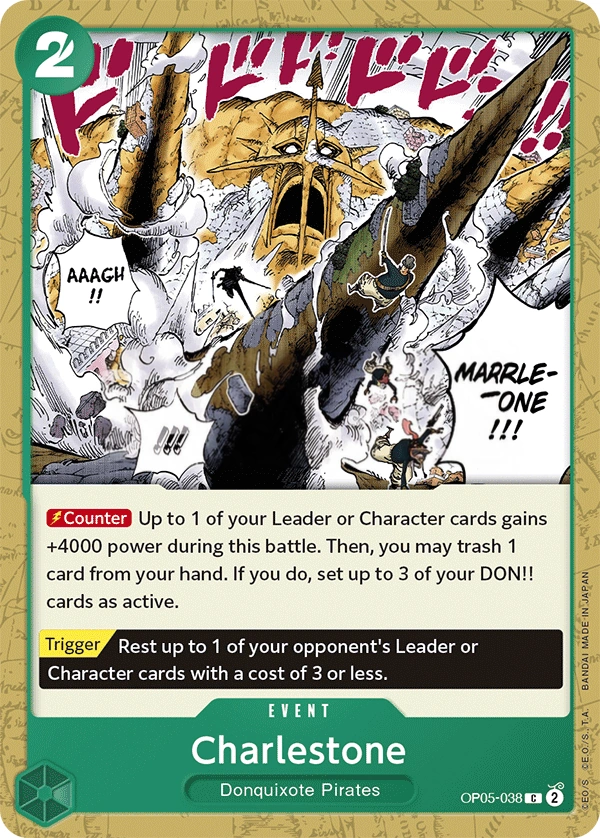 2
ドドドドド!!
AAAGH
!!
MARRLE-
-ONE
!!!
!!!
Counter Up to 1 of your Leader or Character cards gains
+4000 power during this battle. Then, you may trash 1
card from your hand. If you do, set up to 3 of your DON!!
cards as active.
Trigger Rest up to 1 of your opponent's Leader or
Character cards with a cost of 3 or less.
EVENT
Charlestone
Donquixote Pirates
OP05-038 C 2
©E.O./S. ©E.O./S.,T.A. BANDAI MADE IN JAPAN